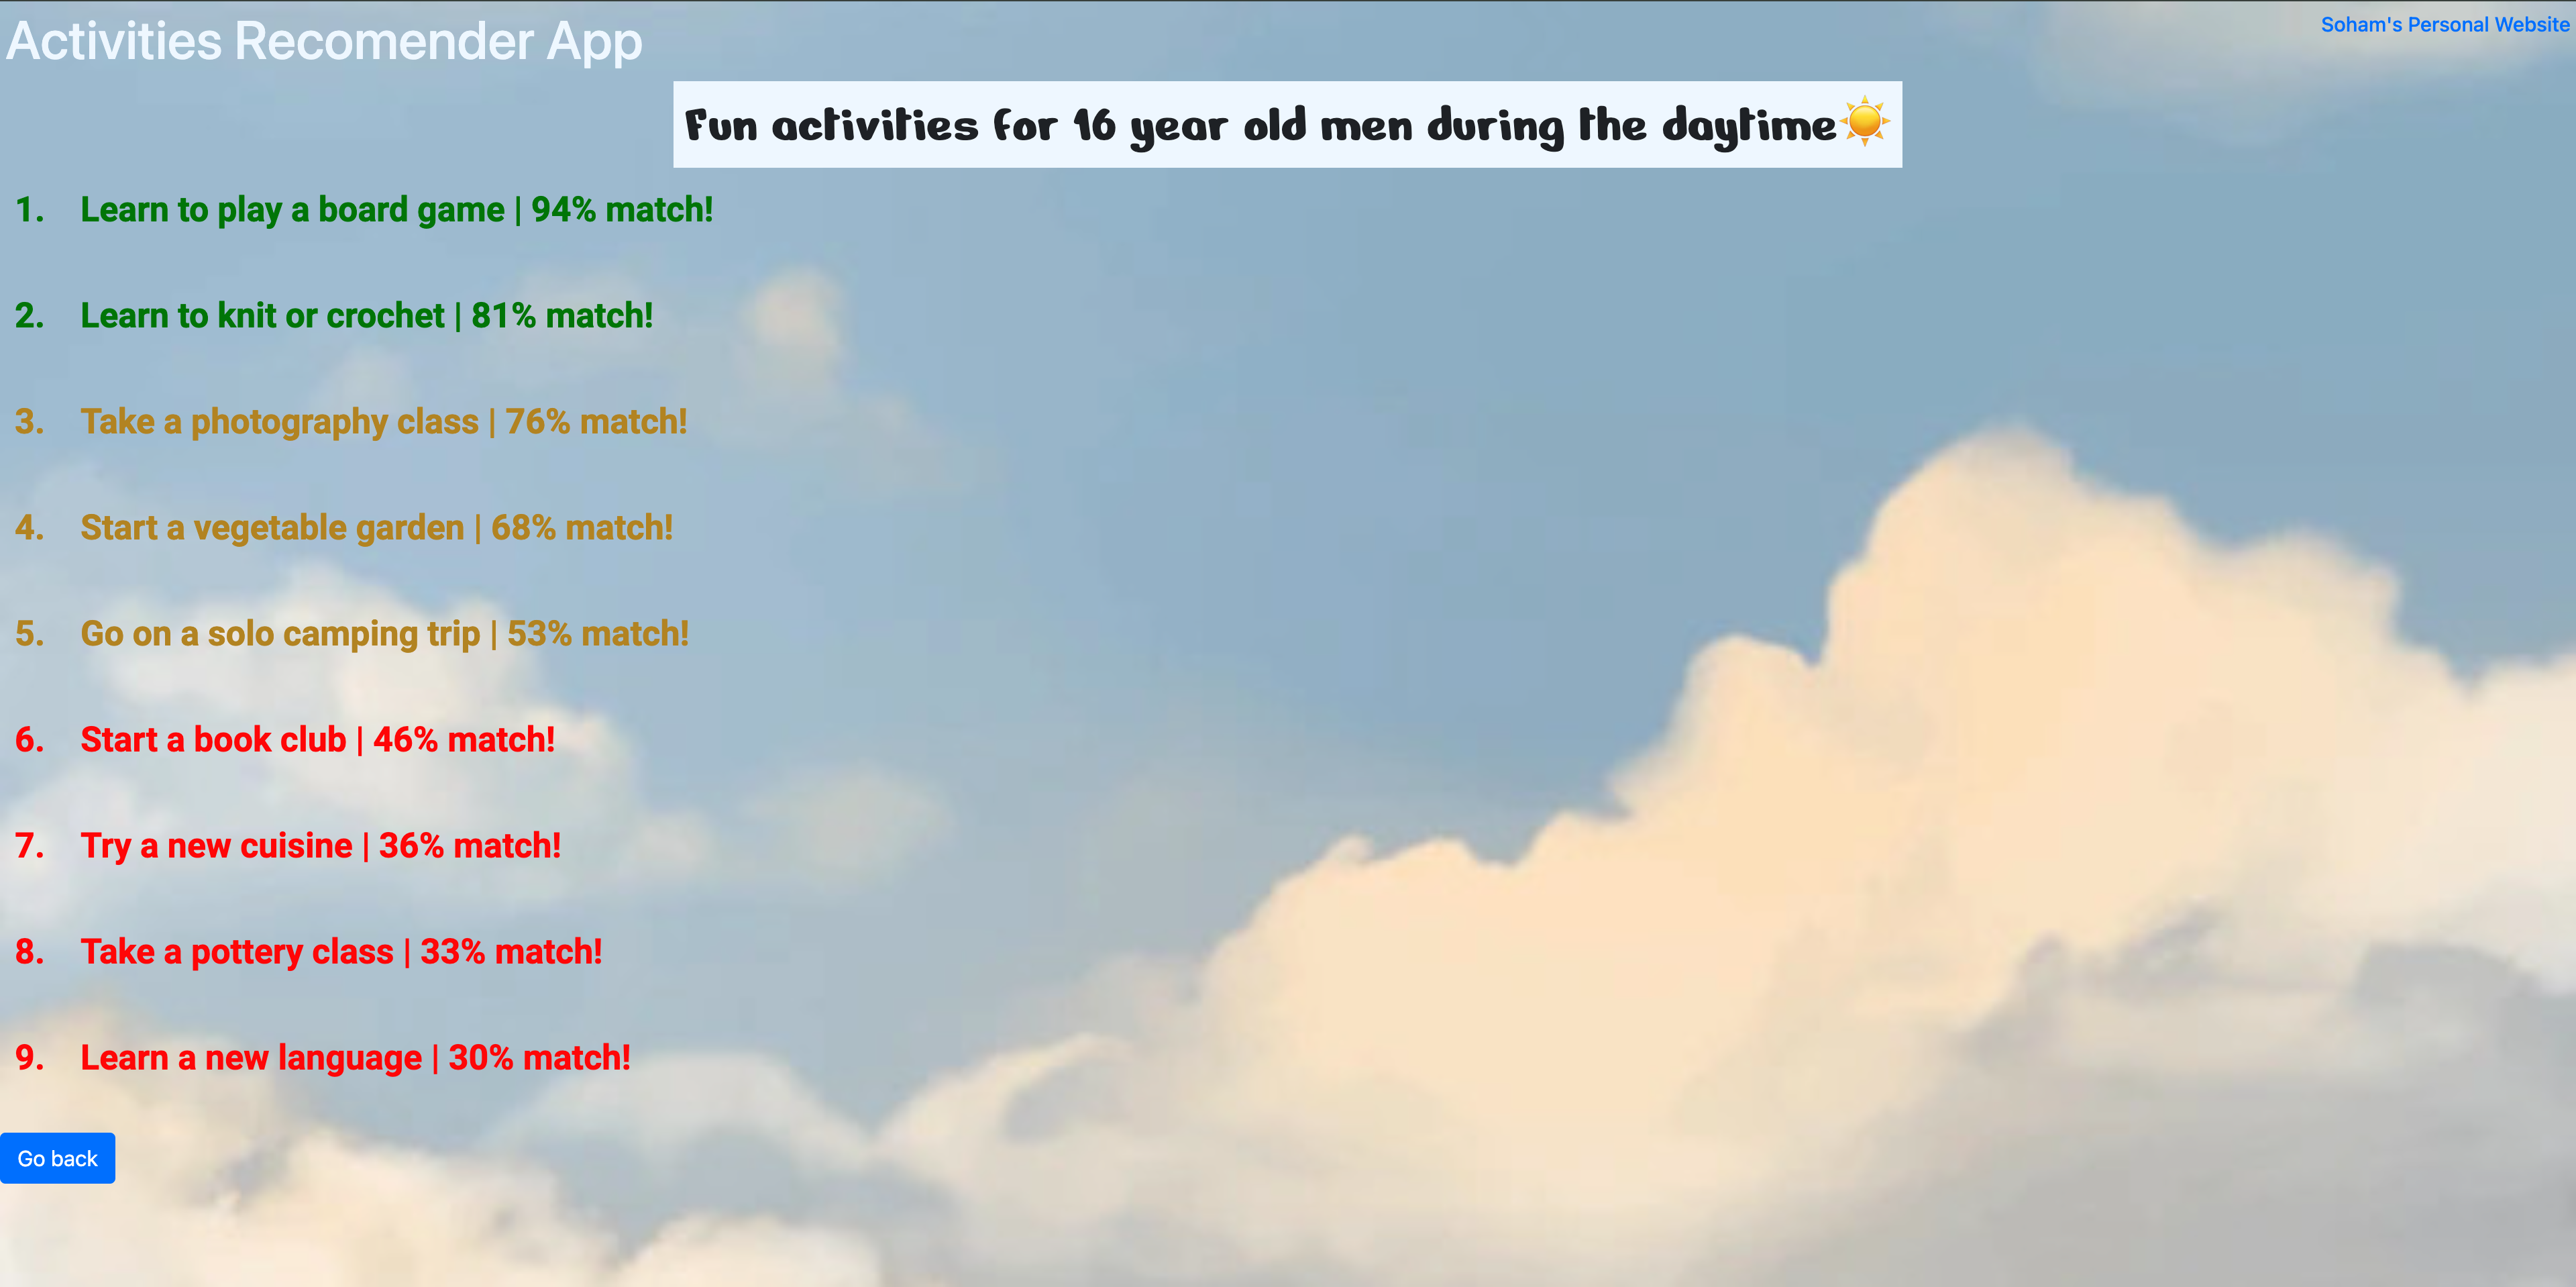 Activities Recomender App
Soham's Personal Website
Fun activities for 16 year old men during the daytime☀️
1. Learn to play a board game | 94% match!
2. Learn to knit or crochet | 81% match!
3. Take a photography class | 76% match!
4. Start a vegetable garden | 68% match!
5. Go on a solo camping trip | 53% match!
6. Start a book club | 46% match!
7. Try a new cuisine | 36% match!
8. Take a pottery class | 33% match!
9. Learn a new language | 30% match!
Go back